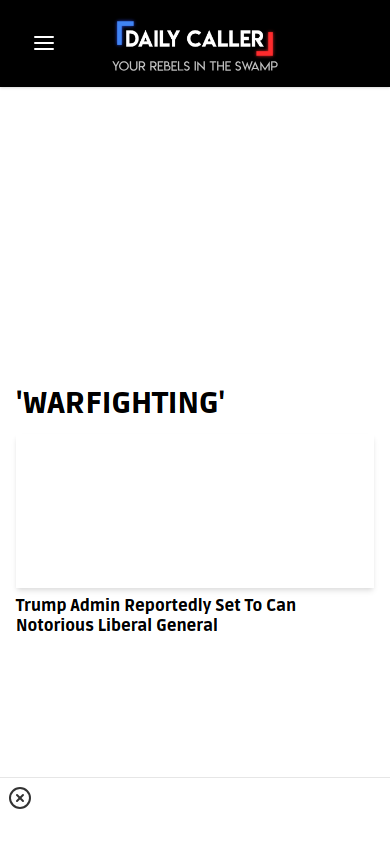 DAILY CALLER
YOUR REBELS IN THE SWAMP
'WARFIGHTING'
Trump Admin Reportedly Set To Can
Notorious Liberal General